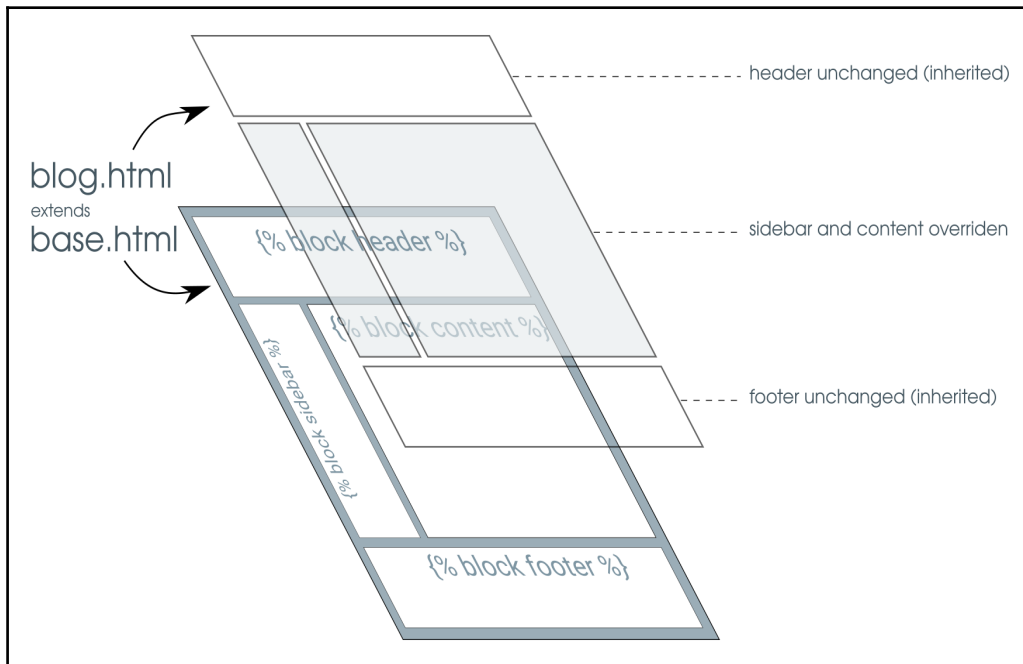 header unchanged (inherited)
blog.html
extends
base.html
{% block header %}
sidebar and content overriden
{% block content %}
{% block sidebar %}
footer unchanged (inherited)
{% block footer %}